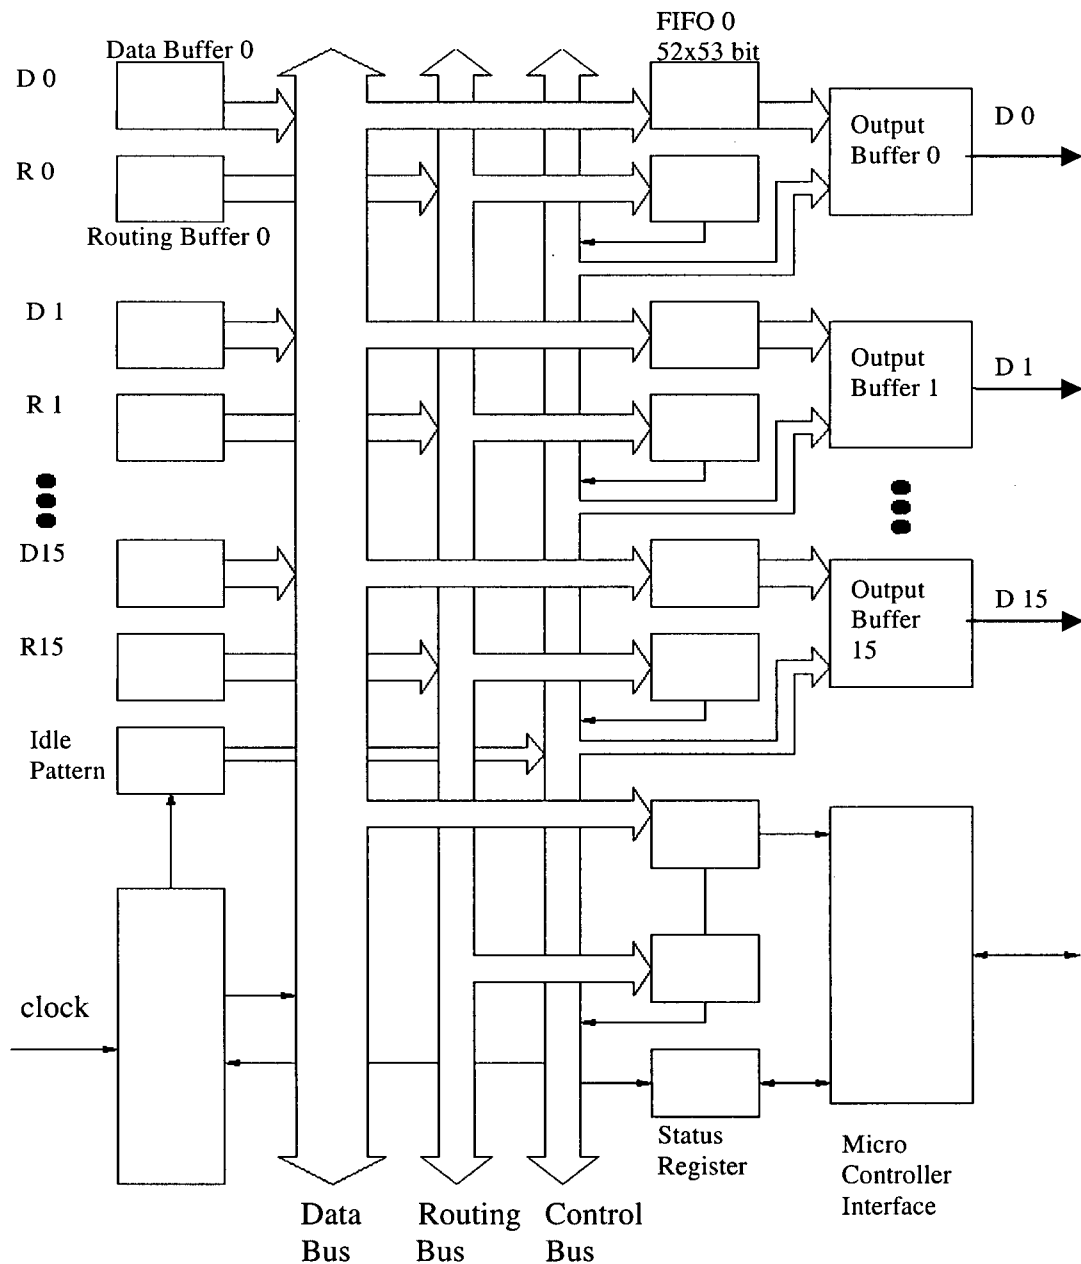 FIFO 0
52x53 bit
Data Buffer 0
D 0
R 0
Routing Buffer 0
Output
Buffer 0
D 0
D 1
R 1
Output
Buffer 1
D 1
D15
R15
Output
Buffer
15
D 15
Idle
Pattern
clock
Status
Register
Micro
Controller
Interface
Data
Bus
Routing
Bus
Control
Bus